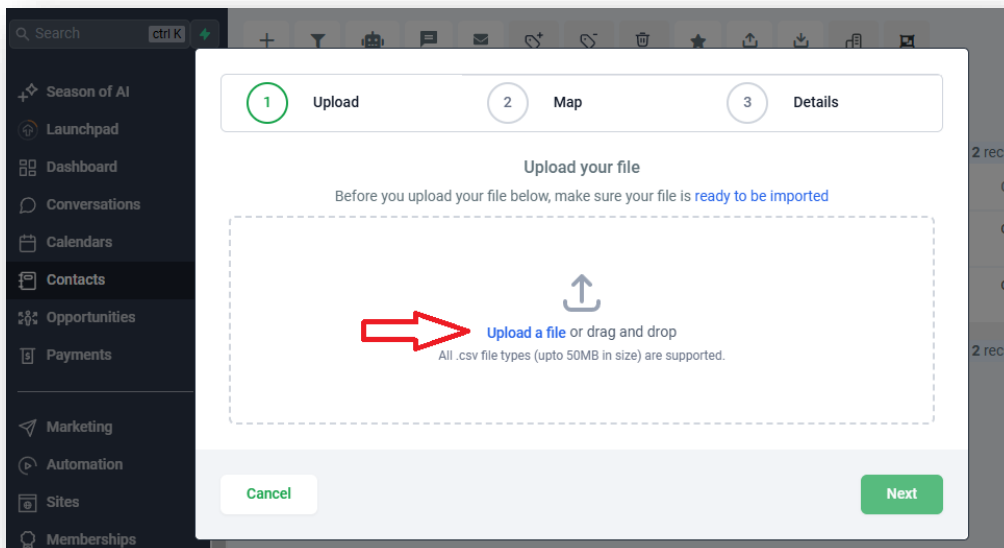 Search
ctrl K
Season of AI
Launchpad
Dashboard
Conversations
Calendars
Contacts
Opportunities
Payments
Marketing
Automation
Sites
Memberships
1 Upload
2 Map
3 Details
Upload your file
Before you upload your file below, make sure your file is ready to be imported
Upload a file or drag and drop
All .csv file types (upto 50MB in size) are supported.
Cancel
Next
2 rec
2 rec